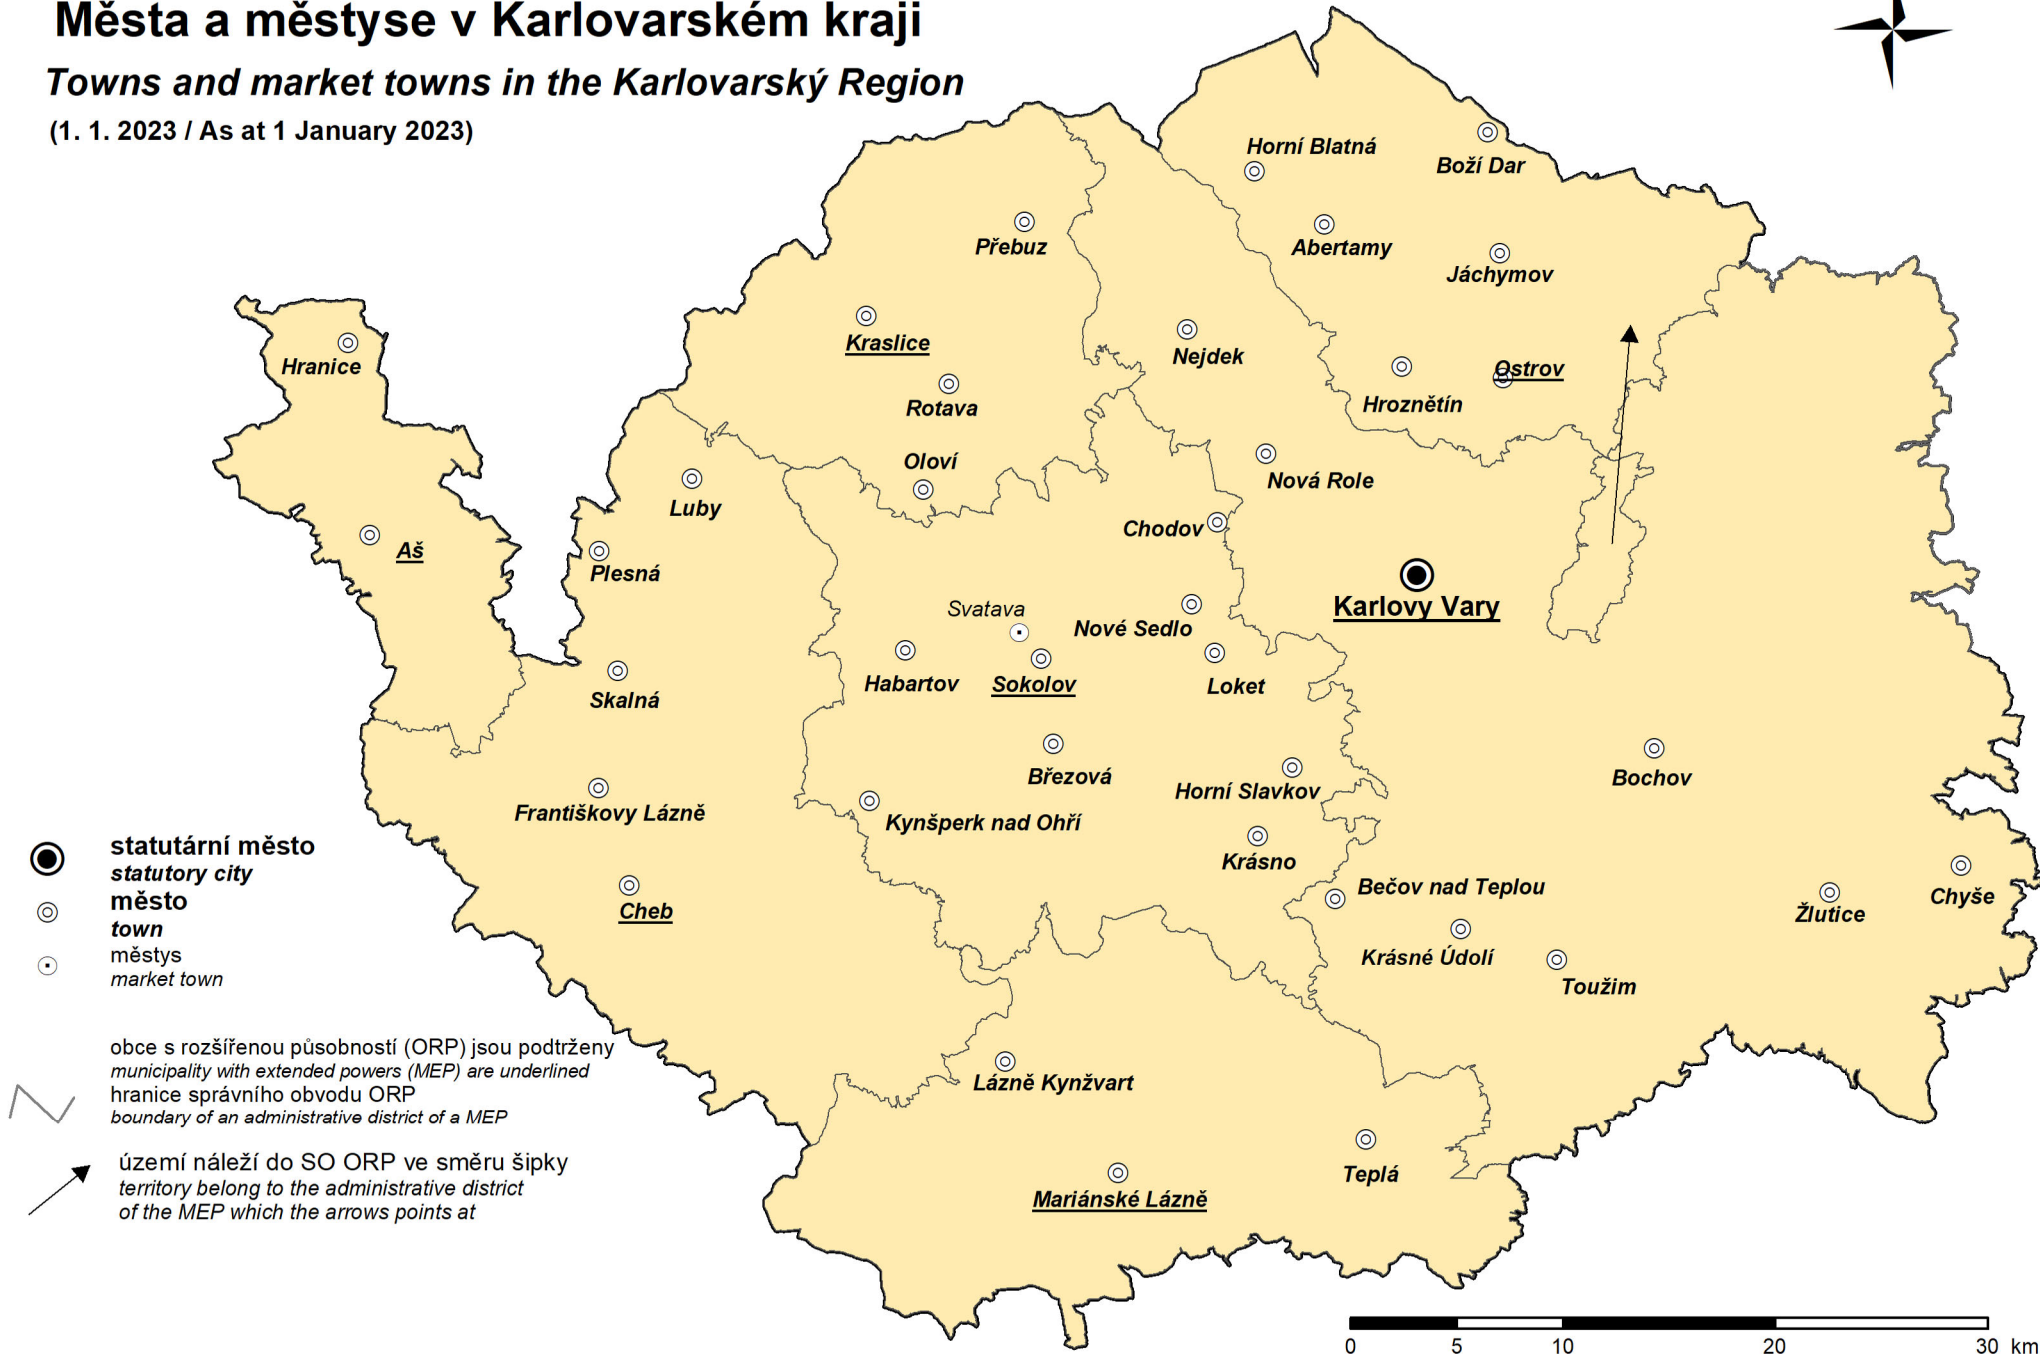 Města a městyse v Karlovarském kraji
Towns and market towns in the Karlovarský Region
(1. 1. 2023 / As at 1 January 2023)
Horní Blatná
Boží Dar
Přebuz
Abertamy
Jáchymov
Kraslice
Nejdek
Hranice
Ostrov
Rotava
Hroznětín
Oloví
Nová Role
Luby
Chodov
Aš
Plesná
Svatava
Karlovy Vary
Nové Sedlo
Habartov
Sokolov
Loket
Skalná
Březová
Bochov
Horní Slavkov
Františkovy Lázně
Kynšperk nad Ohří
Krásno
Bečov nad Teplou
Chyše
Cheb
Žlutice
Krásné Údolí
Toužim
Lázně Kynžvart
Teplá
Mariánské Lázně
statutární město
statutory city
město
town
městys
market town
obce s rozšířenou působností (ORP) jsou podtrženy
municipality with extended powers (MEP) are underlined
hranice správního obvodu ORP
boundary of an administrative district of a MEP
území náleží do SO ORP ve směru šipky
territory belong to the administrative district
of the MEP which the arrows points at
0 5 10 20 30 km